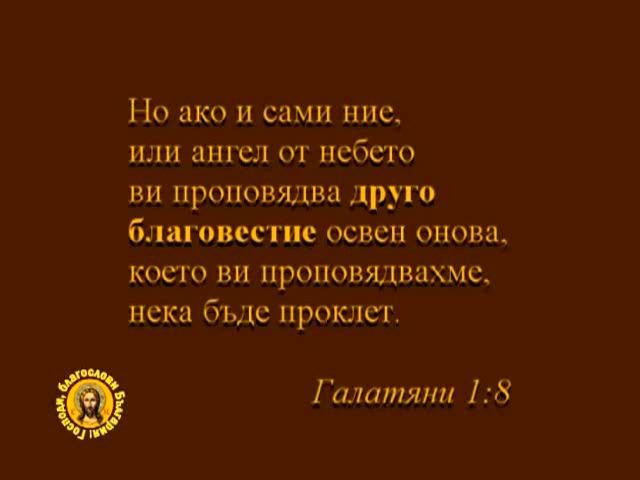 Но ако и сами ние,
или ангел от небето
ви проповядва друго
благовестие освен онова,
което ви проповядвахме,
нека бъде проклет.
Галатяни 1:8
Господи, благослови България!